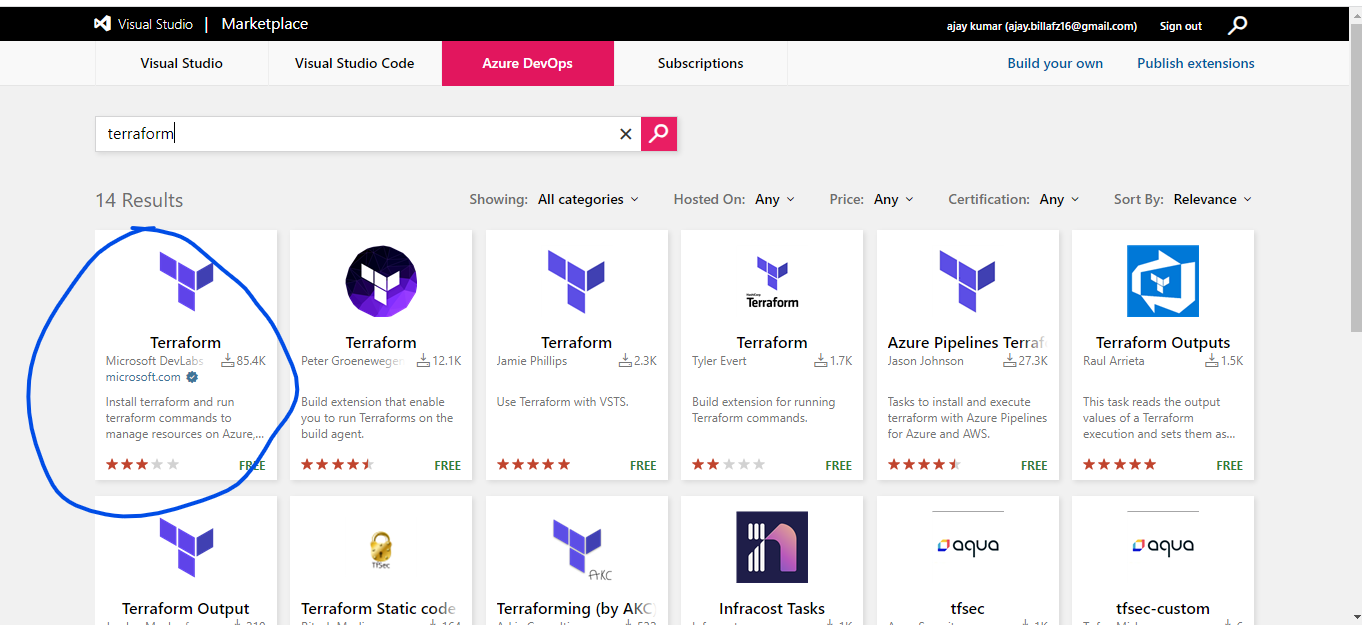 Visual Studio | Marketplace
ajay kumar (ajay.billafz16@gmail.com) Sign out
Visual Studio Visual Studio Code Azure DevOps Subscriptions Build your own Publish extensions
terraform
14 Results Showing: All categories Hosted On: Any Price: Any Certification: Any Sort By: Relevance
Terraform
Microsoft DevLabs 85.4K
microsoft.com
Install terraform and run
terraform commands to
manage resources on Azure,...
FREE
Terraform
Peter Groenewegen 12.1K
Build extension that enable
you to run Terraforms on the
build agent.
FREE
Terraform
Jamie Phillips 2.3K
Use Terraform with VSTS.
FREE
HashiCorp
Terraform
Terraform
Tyler Evert 1.7K
Build extension for running
Terraform commands.
FREE
Azure Pipelines Terraf
Jason Johnson 27.3K
Tasks to install and execute
terraform with Azure Pipelines
for Azure and AWS.
FREE
Terraform Outputs
Raul Arrieta 1.5K
This task reads the output
values of a Terraform
execution and sets them as...
FREE
Terraform Output
TfSec
Terraform Static code
AKC
Terraforming (by AKC)
Infracost Tasks
aqua
tfsec
aqua
tfsec-custom